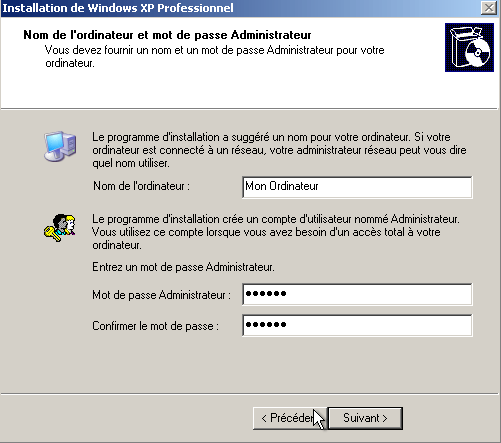 Installation de Windows XP Professionnel
Nom de l'ordinateur et mot de passe Administrateur
Vous devez fournir un nom et un mot de passe Administrateur pour votre
ordinateur.
Le programme d'installation a suggéré un nom pour votre ordinateur. Si votre
ordinateur est connecté à un réseau, votre administrateur réseau peut vous dire
quel nom utiliser.
Nom de l'ordinateur :
Mon Ordinateur
Le programme d'installation crée un compte d'utilisateur nommé Administrateur.
Vous utilisez ce compte lorsque vous avez besoin d'un accès total à votre
ordinateur.
Entrez un mot de passe Administrateur.
Mot de passe Administrateur :
●●●●●●
Confirmer le mot de passe :
●●●●●●
< Précédent
Suivant >